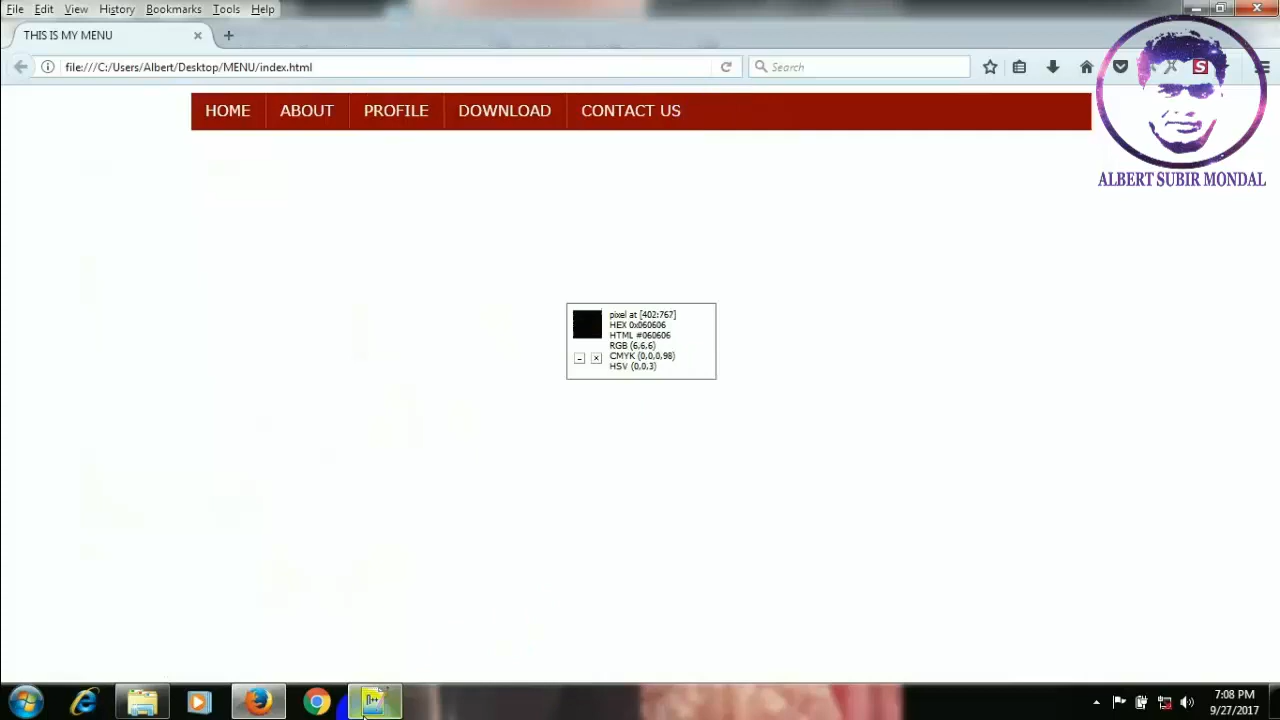 File Edit View History Bookmarks Tools Help
THIS IS MY MENU
file:///C:/Users/Albert/Desktop/MENU/index.html
Search
S
HOME ABOUT PROFILE DOWNLOAD CONTACT US
ALBERT SUBIR MONDAL
pixel at [402:767]
HEX 0x060606
HTML #060606
RGB (6,6,6)
CMYK (0,0,0,98)
HSV (0,0,3)
7:08 PM
9/27/2017